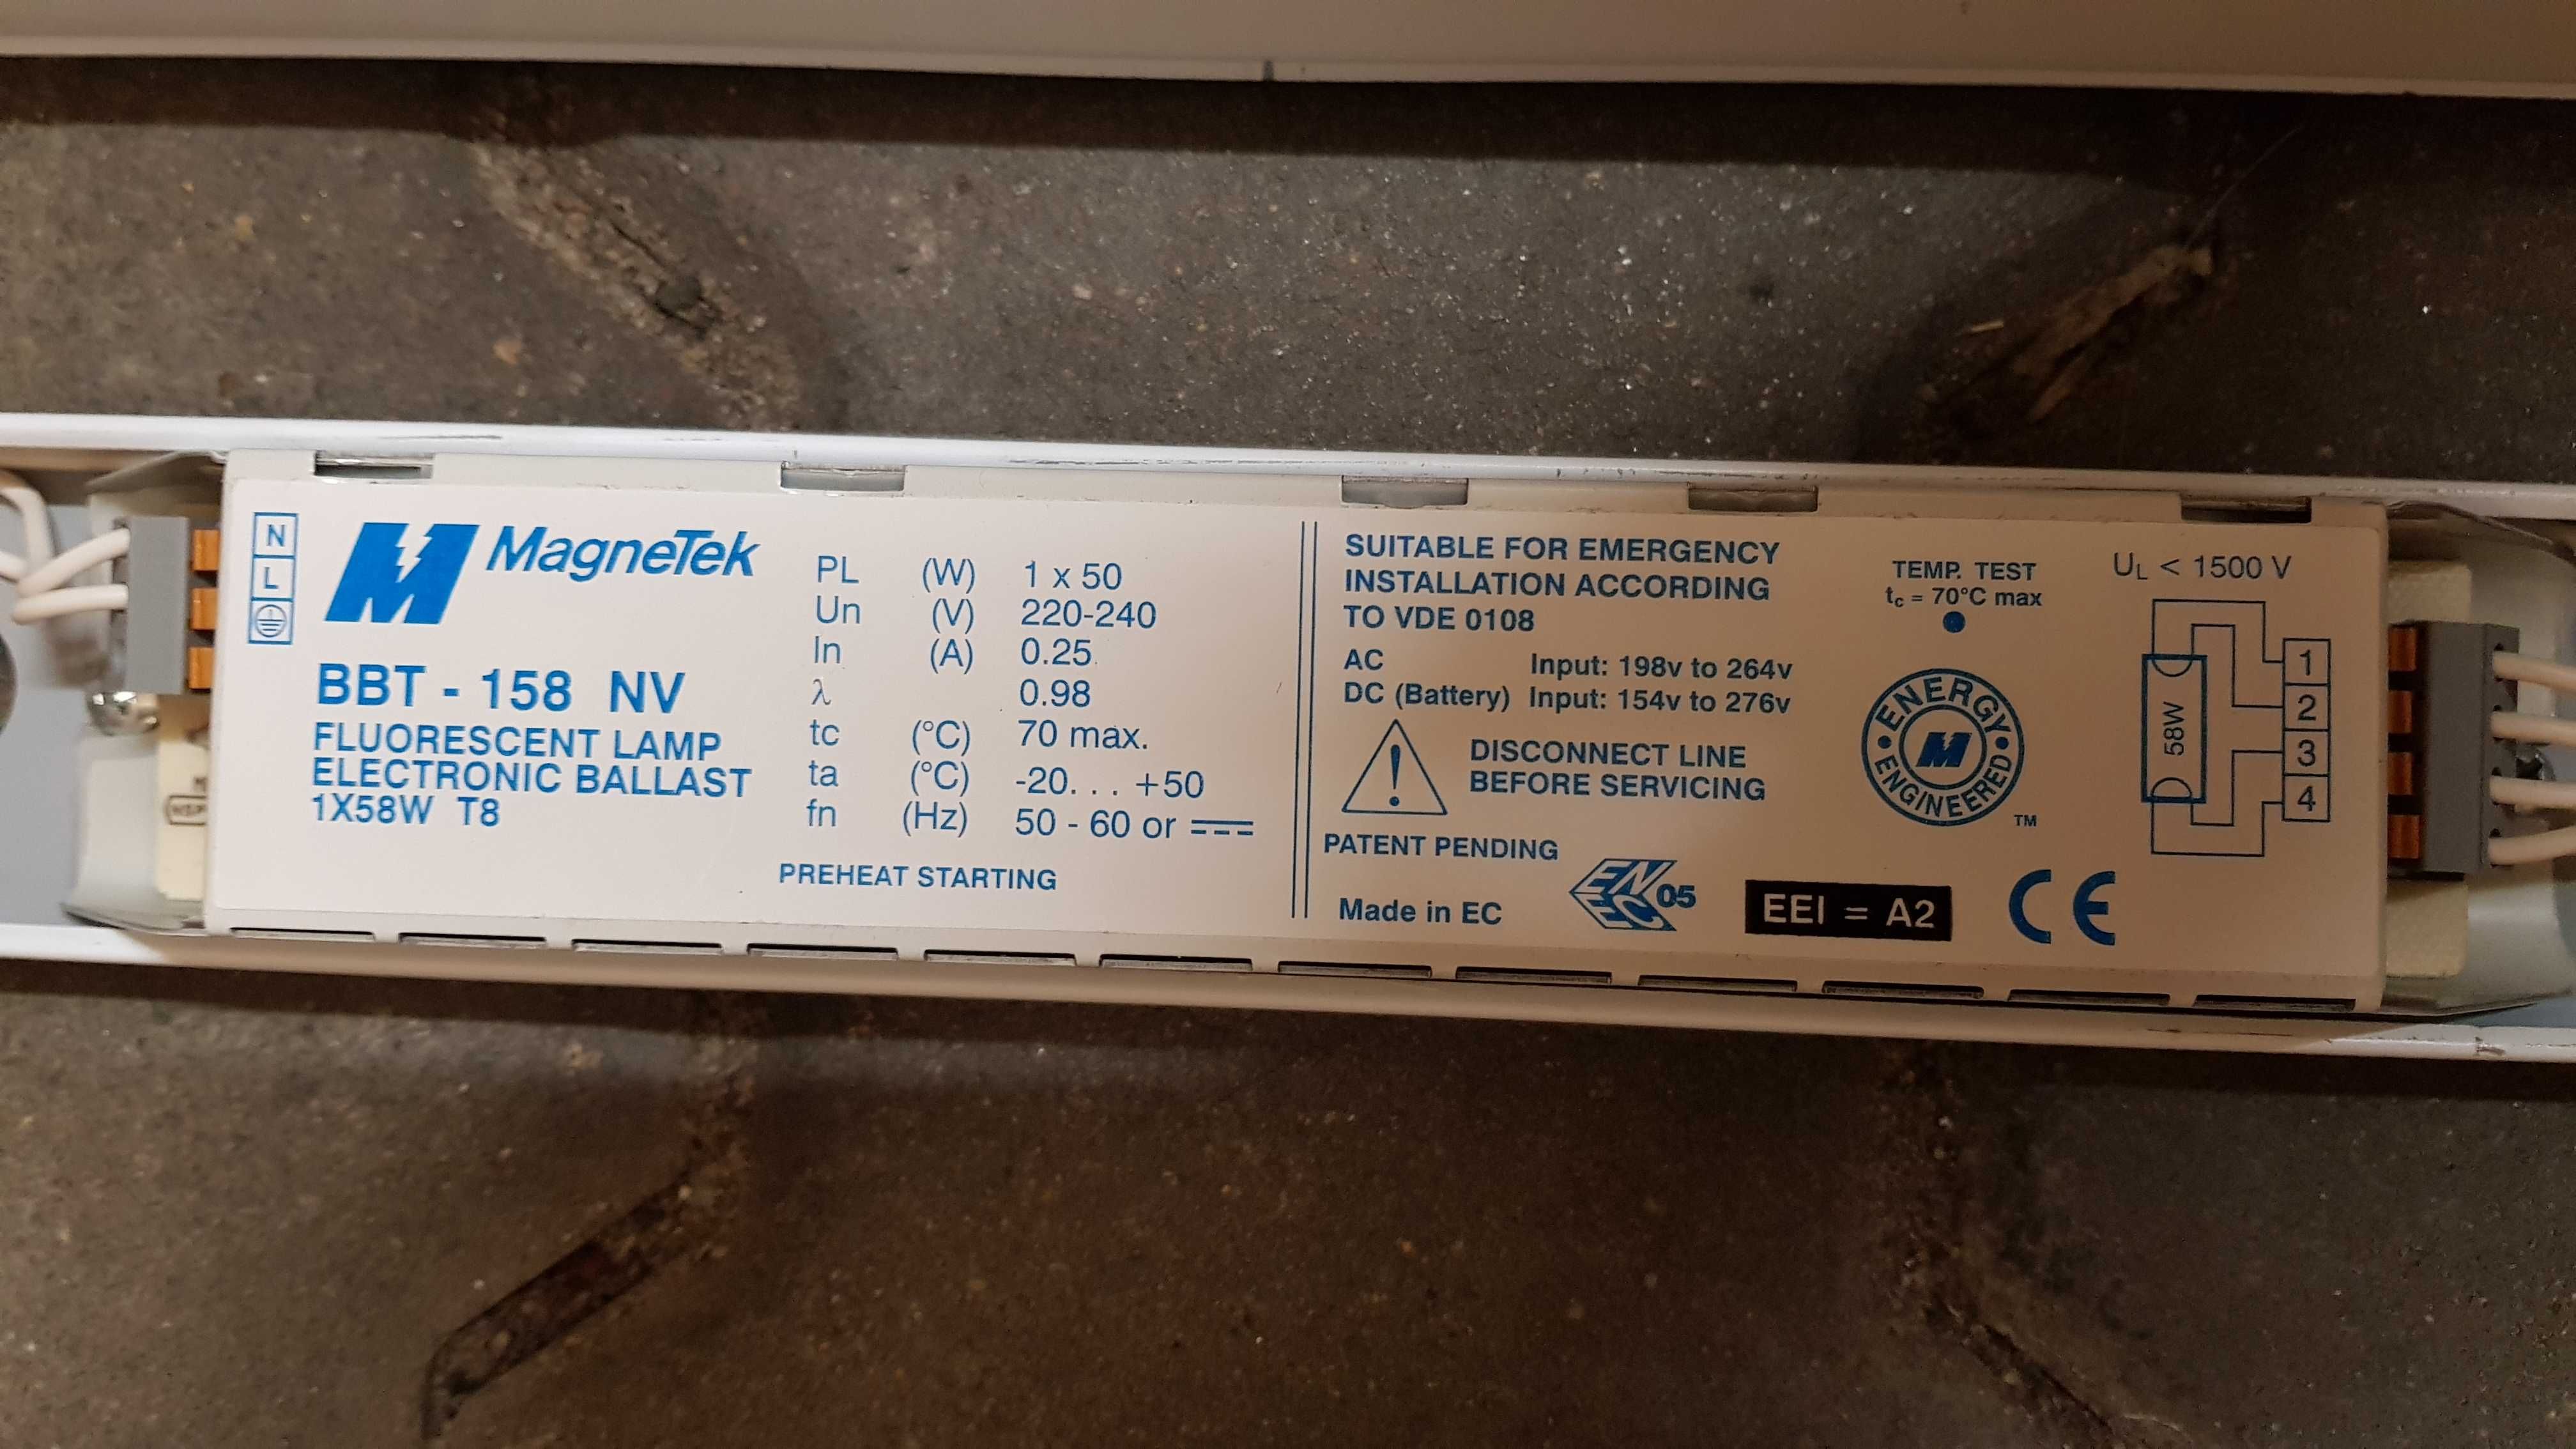 N
L
MagneTek
BBT - 158 NV
FLUORESCENT LAMP
ELECTRONIC BALLAST
1X58W T8
PL (W) 1 x 50
Un (V) 220-240
In (A) 0.25
λ 0.98
tc (°C) 70 max.
ta (°C) -20. . . +50
fn (Hz) 50 - 60 or ⎓
PREHEAT STARTING
SUITABLE FOR EMERGENCY
INSTALLATION ACCORDING
TO VDE 0108
AC Input: 198v to 264v
DC (Battery) Input: 154v to 276v
DISCONNECT LINE
BEFORE SERVICING
PATENT PENDING
Made in EC
ENEC 05
TEMP. TEST
tc = 70°C max
ENERGY
ENGINEERED
TM
EEI = A2
CE
UL < 1500 V
58W
1
2
3
4